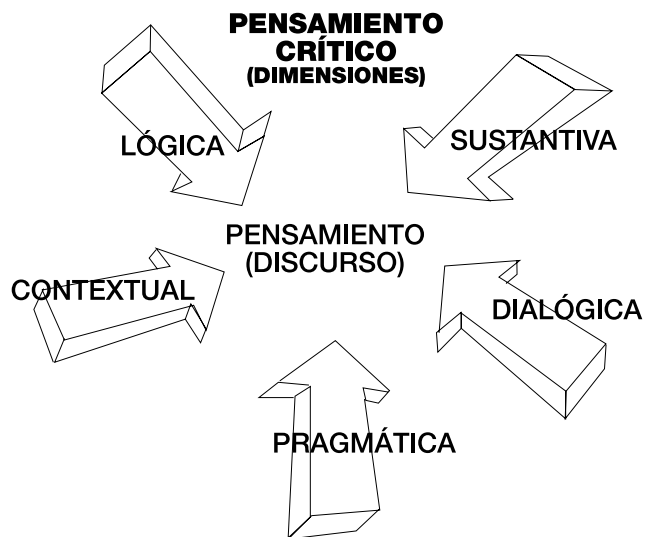 PENSAMIENTO
CRÍTICO
(DIMENSIONES)
LÓGICA
SUSTANTIVA
PENSAMIENTO
(DISCURSO)
CONTEXTUAL
DIALÓGICA
PRAGMÁTICA